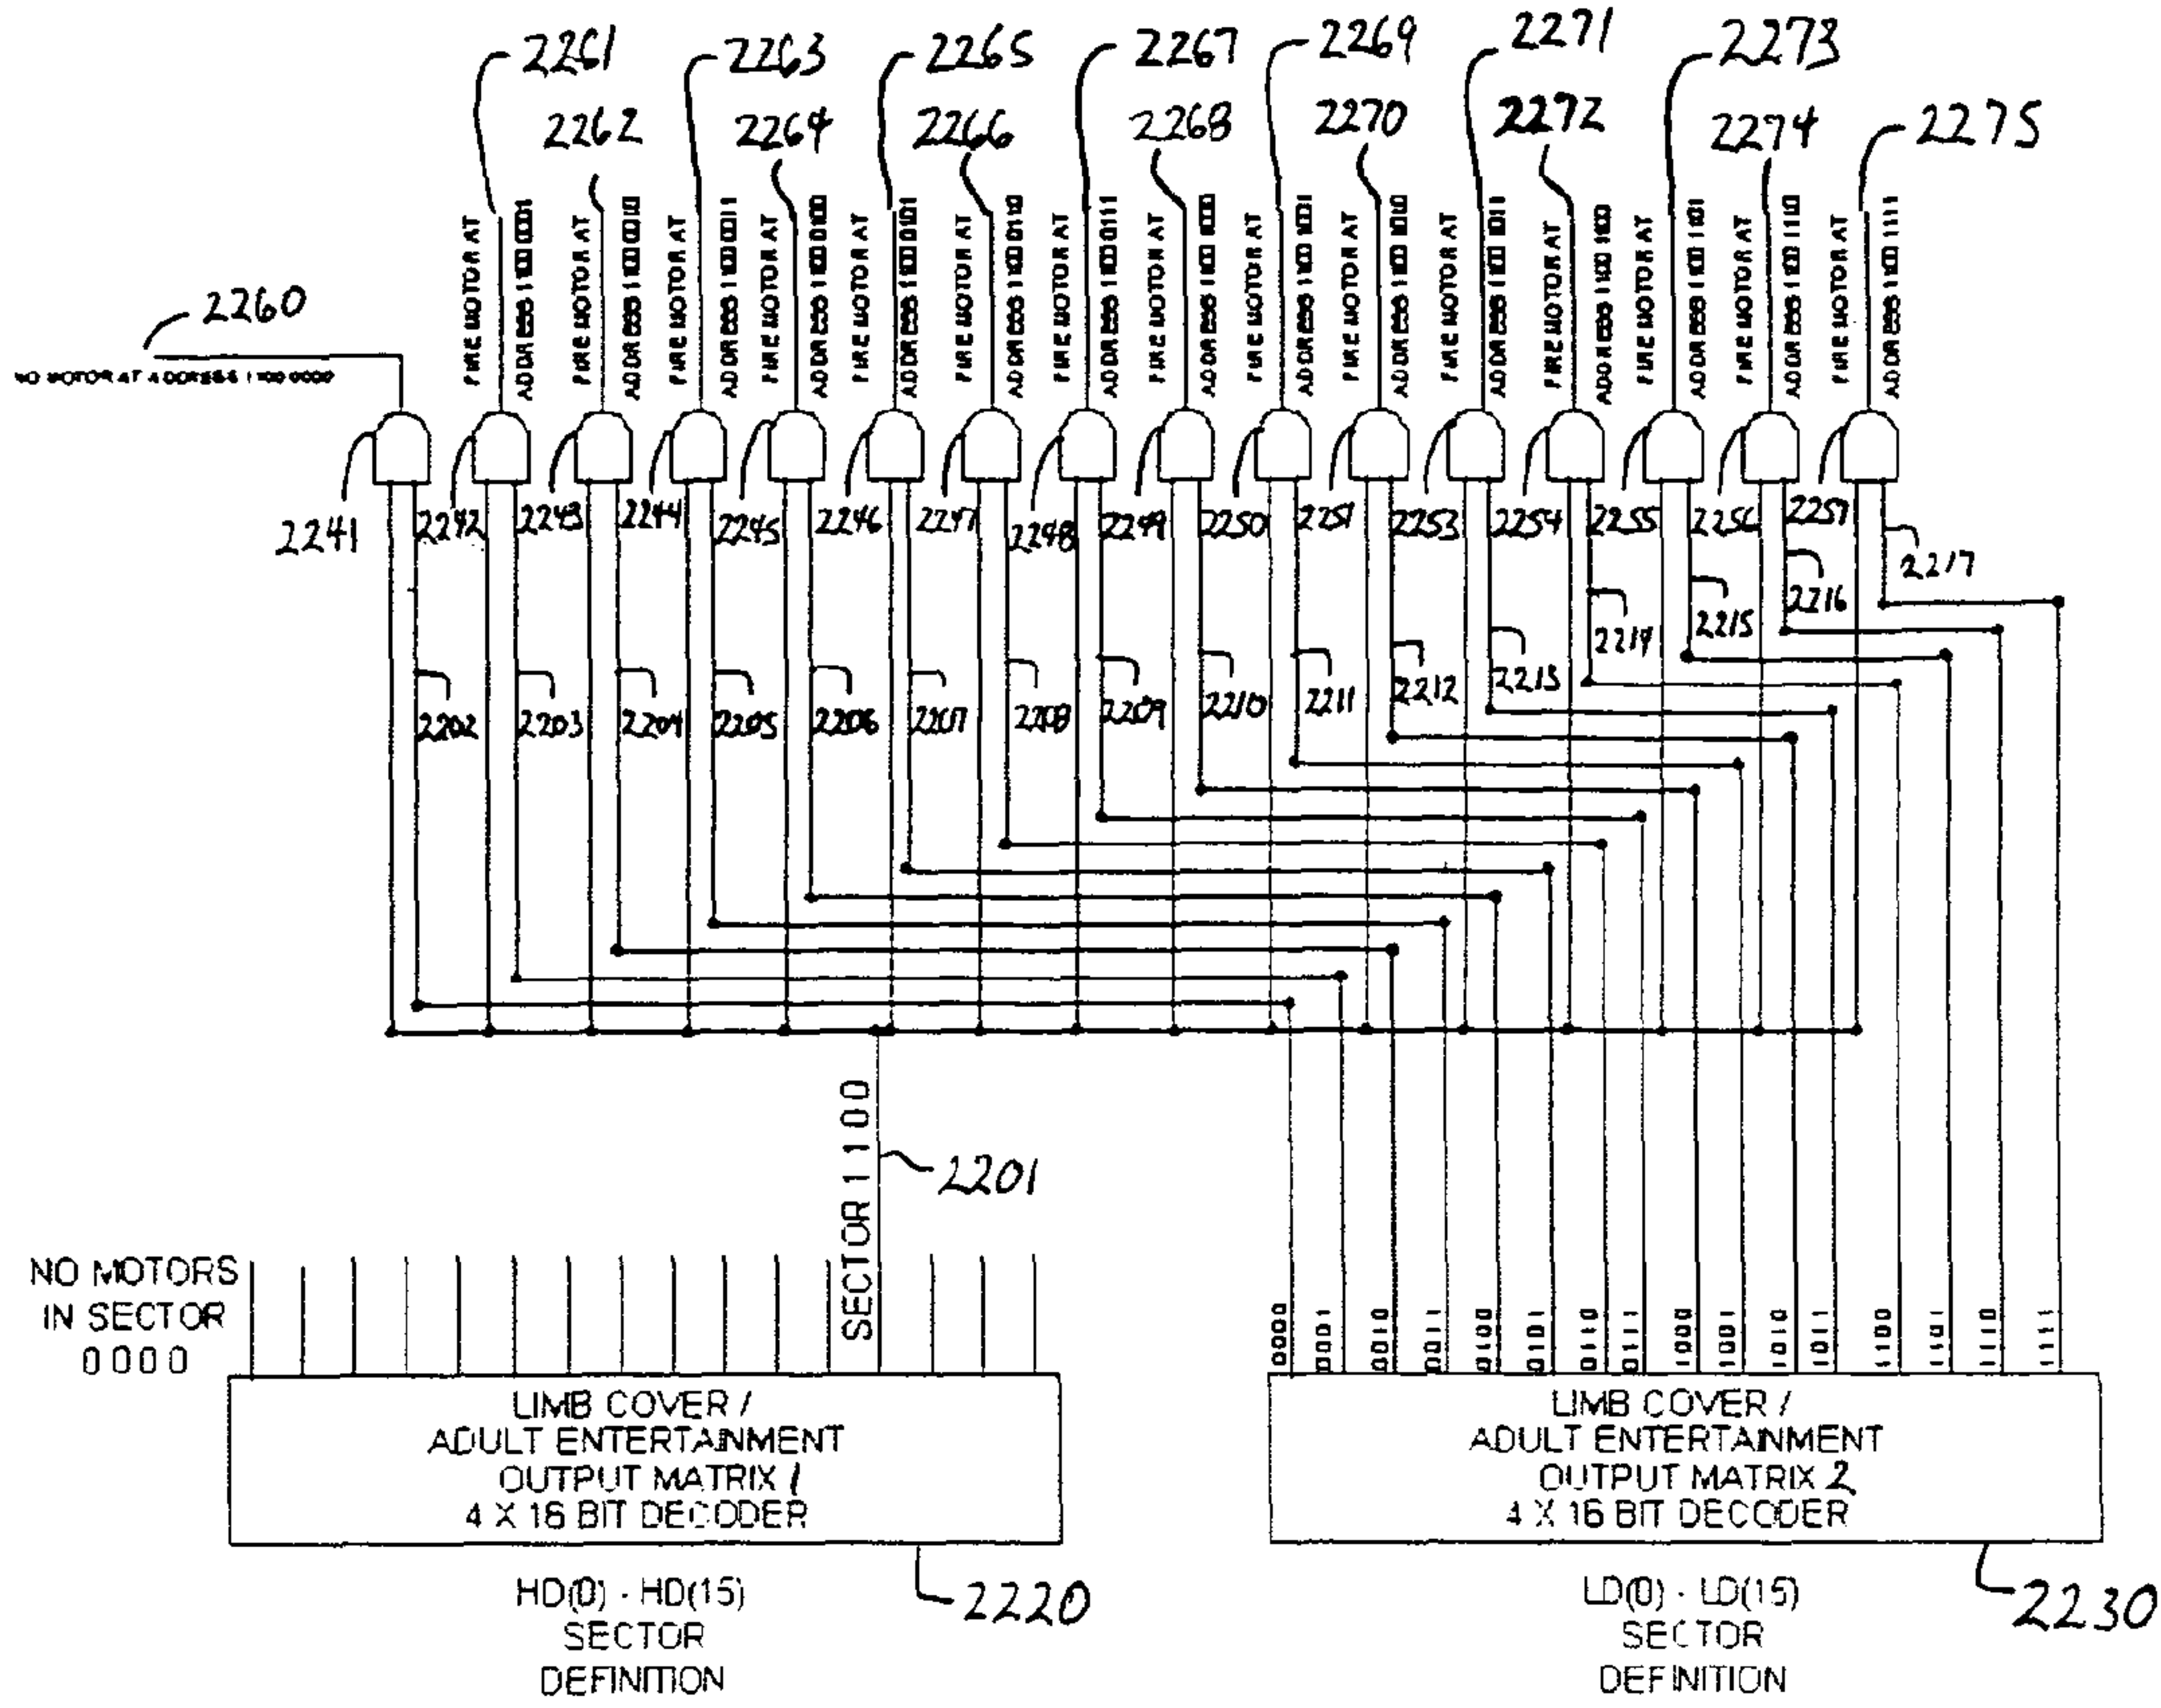 2261
2263
2265
2267
2269
2271
2273
2262
2264
2266
2268
2270
2272
2274
2275
2260
NO MOTOR AT ADDRESS 1100 0000
FIRE MOTOR AT
ADDRESS 1100 0001
FIRE MOTOR AT
ADDRESS 1100 0010
FIRE MOTOR AT
ADDRESS 1100 0011
FIRE MOTOR AT
ADDRESS 1100 0100
FIRE MOTOR AT
ADDRESS 1100 0101
FIRE MOTOR AT
ADDRESS 1100 0110
FIRE MOTOR AT
ADDRESS 1100 0111
FIRE MOTOR AT
ADDRESS 1100 1000
FIRE MOTOR AT
ADDRESS 1100 1001
FIRE MOTOR AT
ADDRESS 1100 1010
FIRE MOTOR AT
ADDRESS 1100 1011
FIRE MOTOR AT
ADDRESS 1100 1100
FIRE MOTOR AT
ADDRESS 1100 1101
FIRE MOTOR AT
ADDRESS 1100 1110
FIRE MOTOR AT
ADDRESS 1100 1111
2241
2242
2243
2244
2245
2246
2247
2248
2249
2250
2251
2253
2254
2255
2256
2257
2217
2216
2215
2214
2202
2203
2204
2205
2206
2207
2208
2209
2210
2211
2212
2213
SECTOR 1100
2201
NO MOTORS
IN SECTOR
0000
0000
0001
0010
0011
0100
0101
0110
0111
1000
1001
1010
1011
1100
1101
1110
1111
LIMB COVER /
ADULT ENTERTAINMENT
OUTPUT MATRIX 1
4 X 16 BIT DECODER
LIMB COVER /
ADULT ENTERTAINMENT
OUTPUT MATRIX 2
4 X 16 BIT DECODER
HD(0) - HD(15)
SECTOR
DEFINITION
2220
LD(0) - LD(15)
SECTOR
DEFINITION
2230